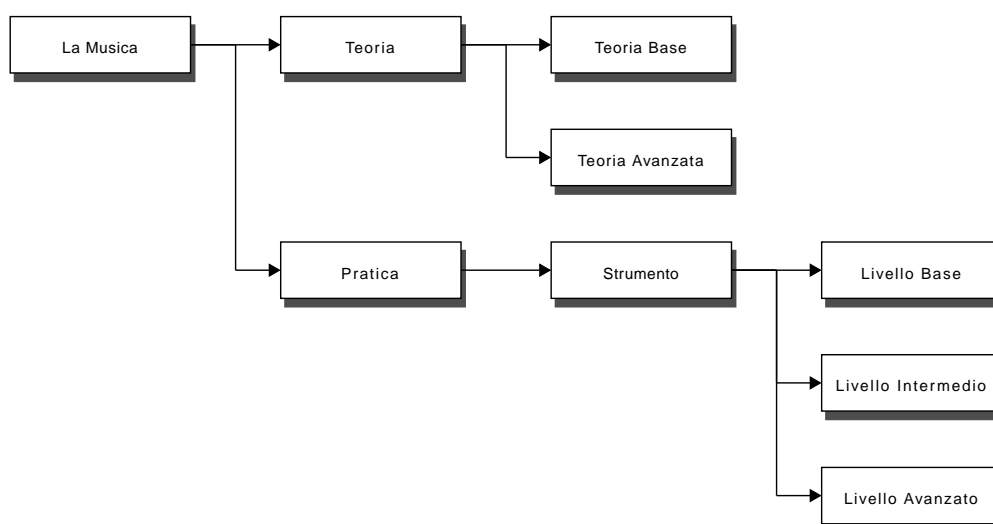 La Musica
Teoria
Teoria Base
Teoria Avanzata
Pratica
Strumento
Livello Base
Livello Intermedio
Livello Avanzato